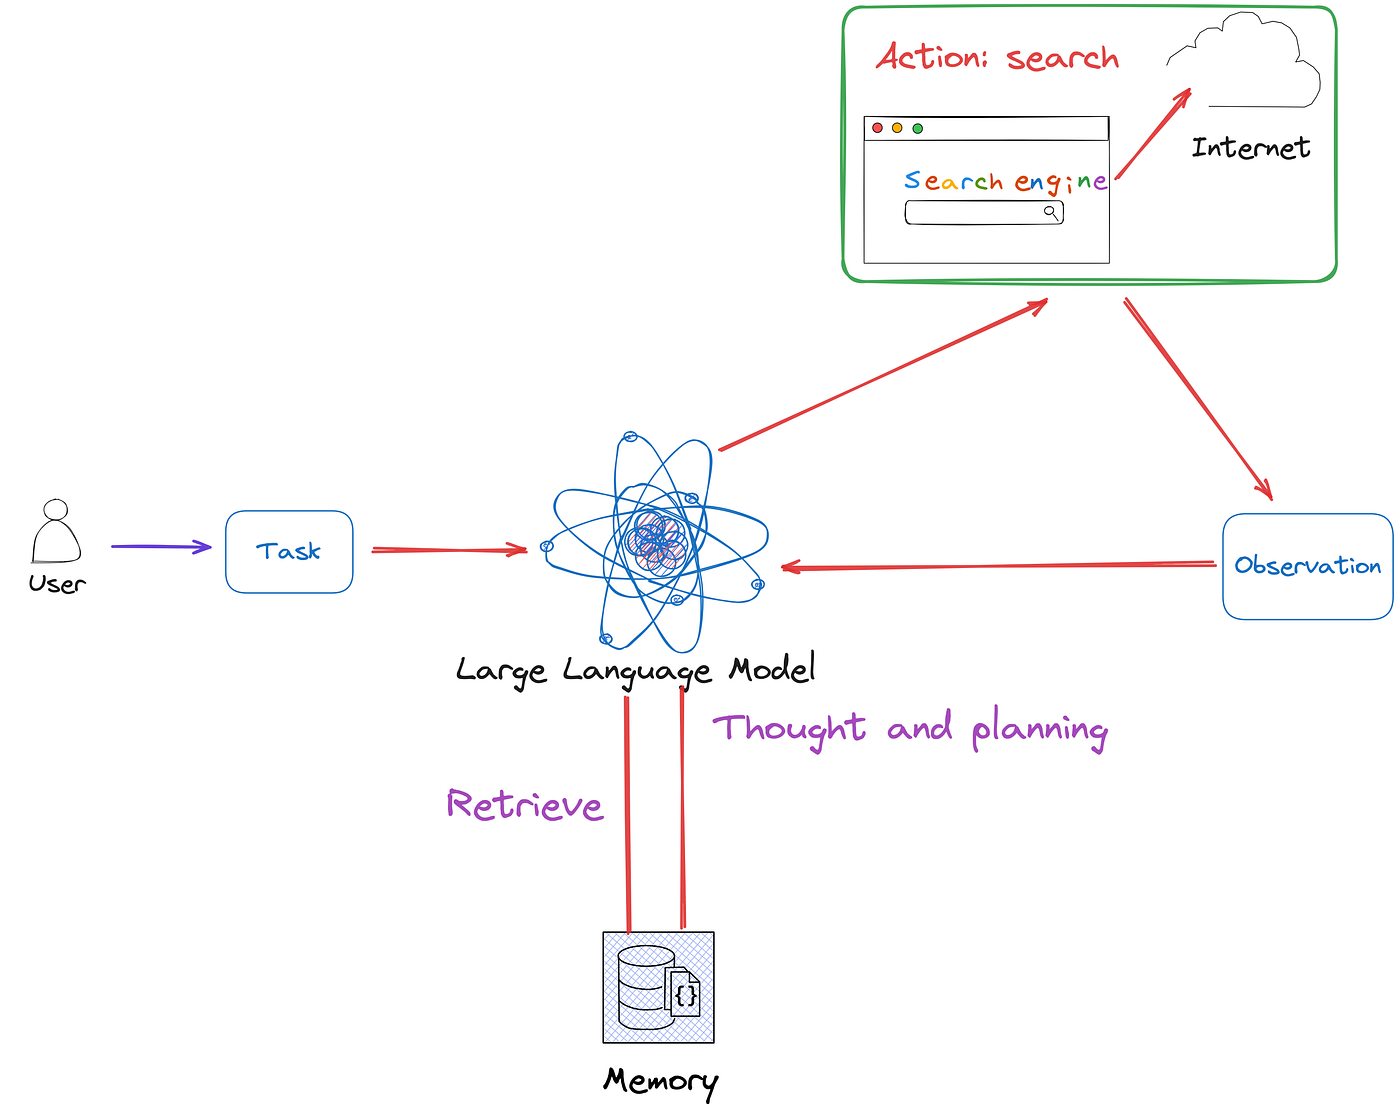 Action: search
Internet
Search engine
User
Task
Observation
Large Language Model
Thought and planning
Retrieve
{}
Memory